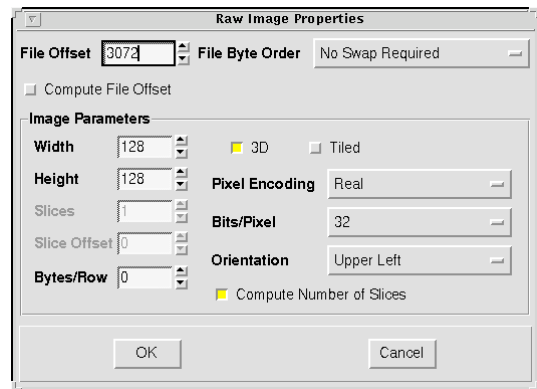 Raw Image Properties
File Offset 3072 File Byte Order No Swap Required
Compute File Offset
Image Parameters
Width 128 3D Tiled
Height 128 Pixel Encoding Real
Slices 1
Bits/Pixel 32
Slice Offset 0
Orientation Upper Left
Bytes/Row 0
Compute Number of Slices
OK Cancel